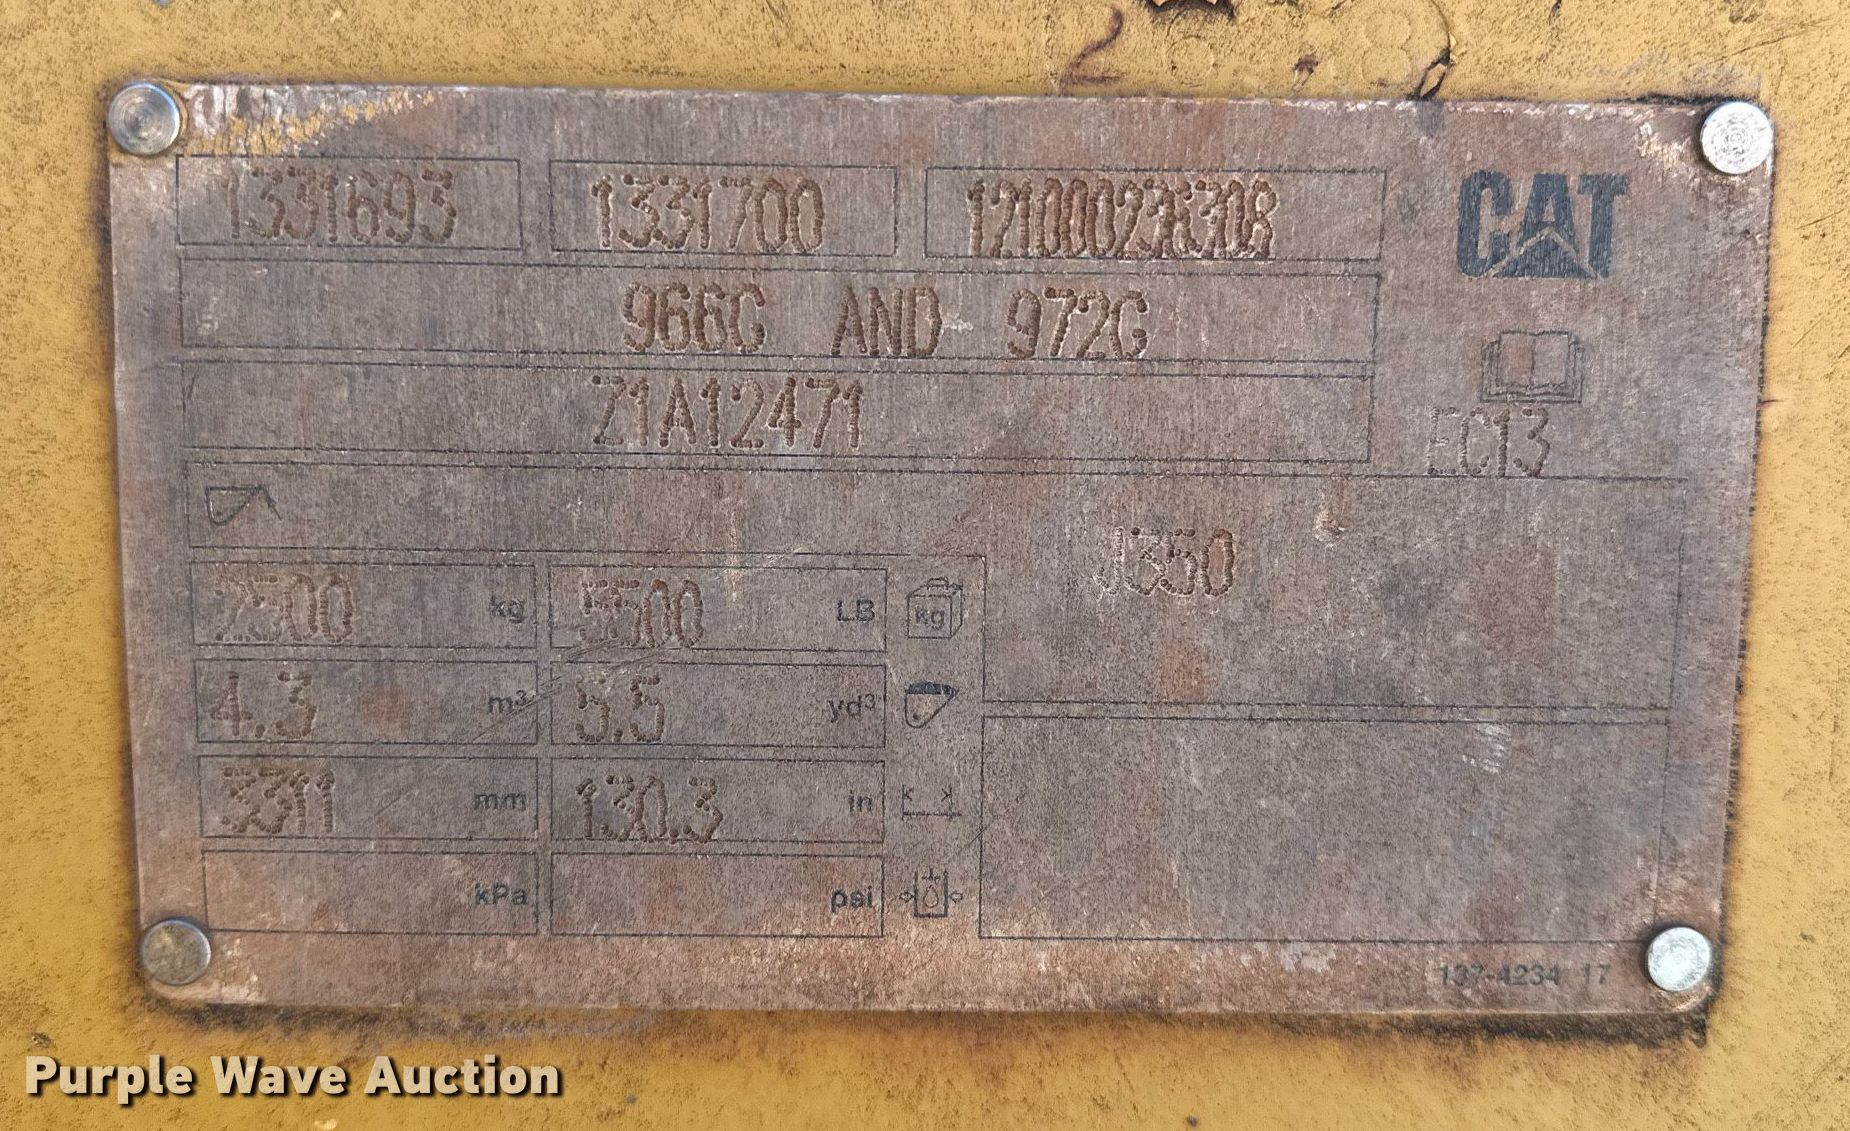 1331693 1331700 121000236308
CAT
966G AND 972G
Z1A12471
EC13
J350
2500 kg 5500 LB kg
4.3 m³ 5.5 yd³
3311 mm 130.3 in
kPa psi
137-4234 17
Purple Wave Auction